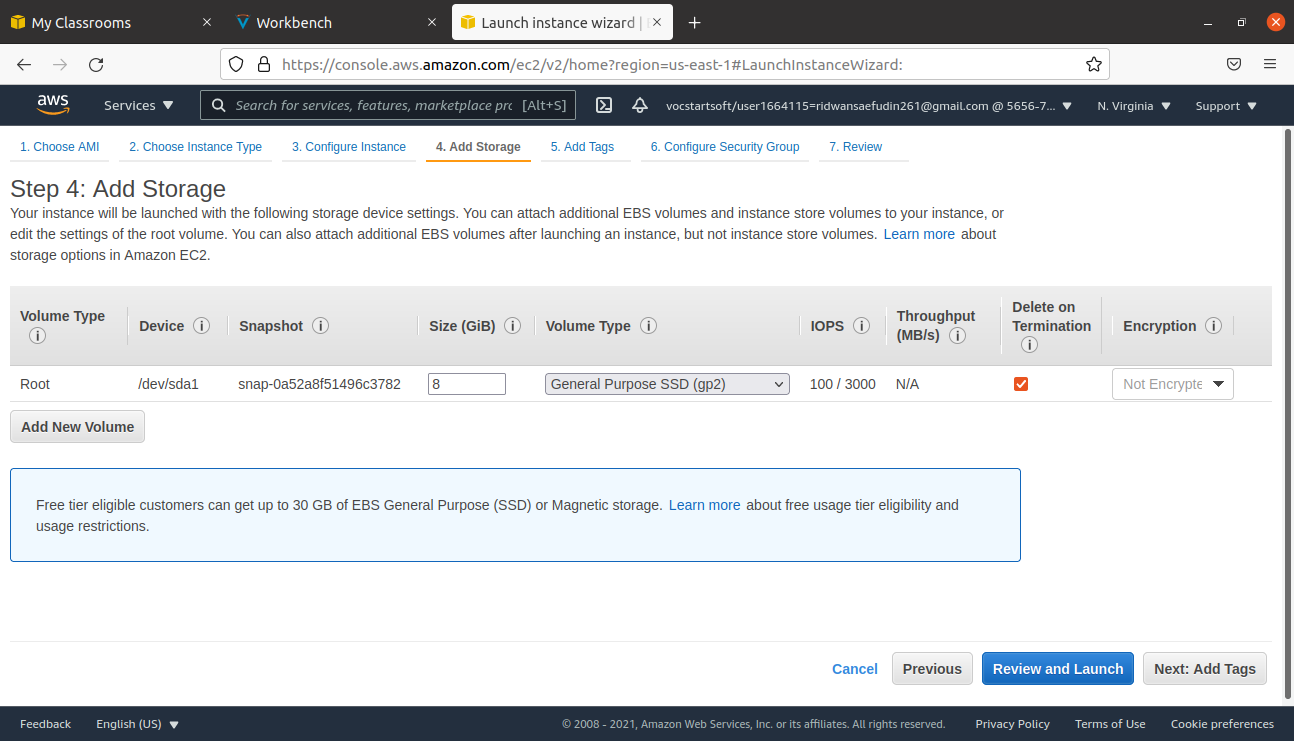 My Classrooms
Workbench
Launch instance wizard |
https://console.aws.amazon.com/ec2/v2/home?region=us-east-1#LaunchInstanceWizard:
aws
Services
Search for services, features, marketplace prc
[Alt+S]
vocstartsoft/user1664115=ridwansaefudin261@gmail.com @ 5656-7...
N. Virginia
Support
1. Choose AMI
2. Choose Instance Type
3. Configure Instance
4. Add Storage
5. Add Tags
6. Configure Security Group
7. Review
Step 4: Add Storage
Your instance will be launched with the following storage device settings. You can attach additional EBS volumes and instance store volumes to your instance, or
edit the settings of the root volume. You can also attach additional EBS volumes after launching an instance, but not instance store volumes. Learn more about
storage options in Amazon EC2.
Volume Type
Device
Snapshot
Size (GiB)
Volume Type
IOPS
Throughput
(MB/s)
Delete on
Termination
Encryption
Root
/dev/sda1
snap-0a52a8f51496c3782
8
General Purpose SSD (gp2)
100 / 3000
N/A
Not Encrypte
Add New Volume
Free tier eligible customers can get up to 30 GB of EBS General Purpose (SSD) or Magnetic storage. Learn more about free usage tier eligibility and
usage restrictions.
Cancel
Previous
Review and Launch
Next: Add Tags
Feedback
English (US)
© 2008 - 2021, Amazon Web Services, Inc. or its affiliates. All rights reserved.
Privacy Policy
Terms of Use
Cookie preferences